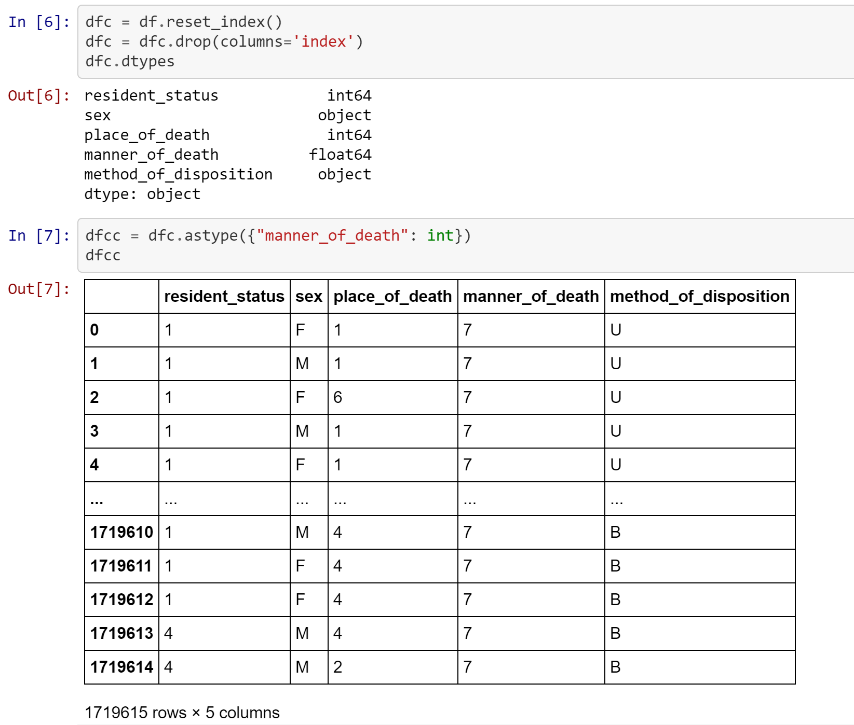 In [6]: dfc = df.reset_index()
dfc = dfc.drop(columns='index')
dfc.dtypes
Out[6]: resident_status int64
sex object
place_of_death int64
manner_of_death float64
method_of_disposition object
dtype: object
In [7]: dfcc = dfc.astype({"manner_of_death": int})
dfcc
Out[7]:
resident_status sex place_of_death manner_of_death method_of_disposition
0 1 F 1 7 U
1 1 M 1 7 U
2 1 F 6 7 U
3 1 M 1 7 U
4 1 F 1 7 U
... ... ... ... ... ...
1719610 1 M 4 7 B
1719611 1 F 4 7 B
1719612 1 F 4 7 B
1719613 4 M 4 7 B
1719614 4 M 2 7 B
1719615 rows × 5 columns